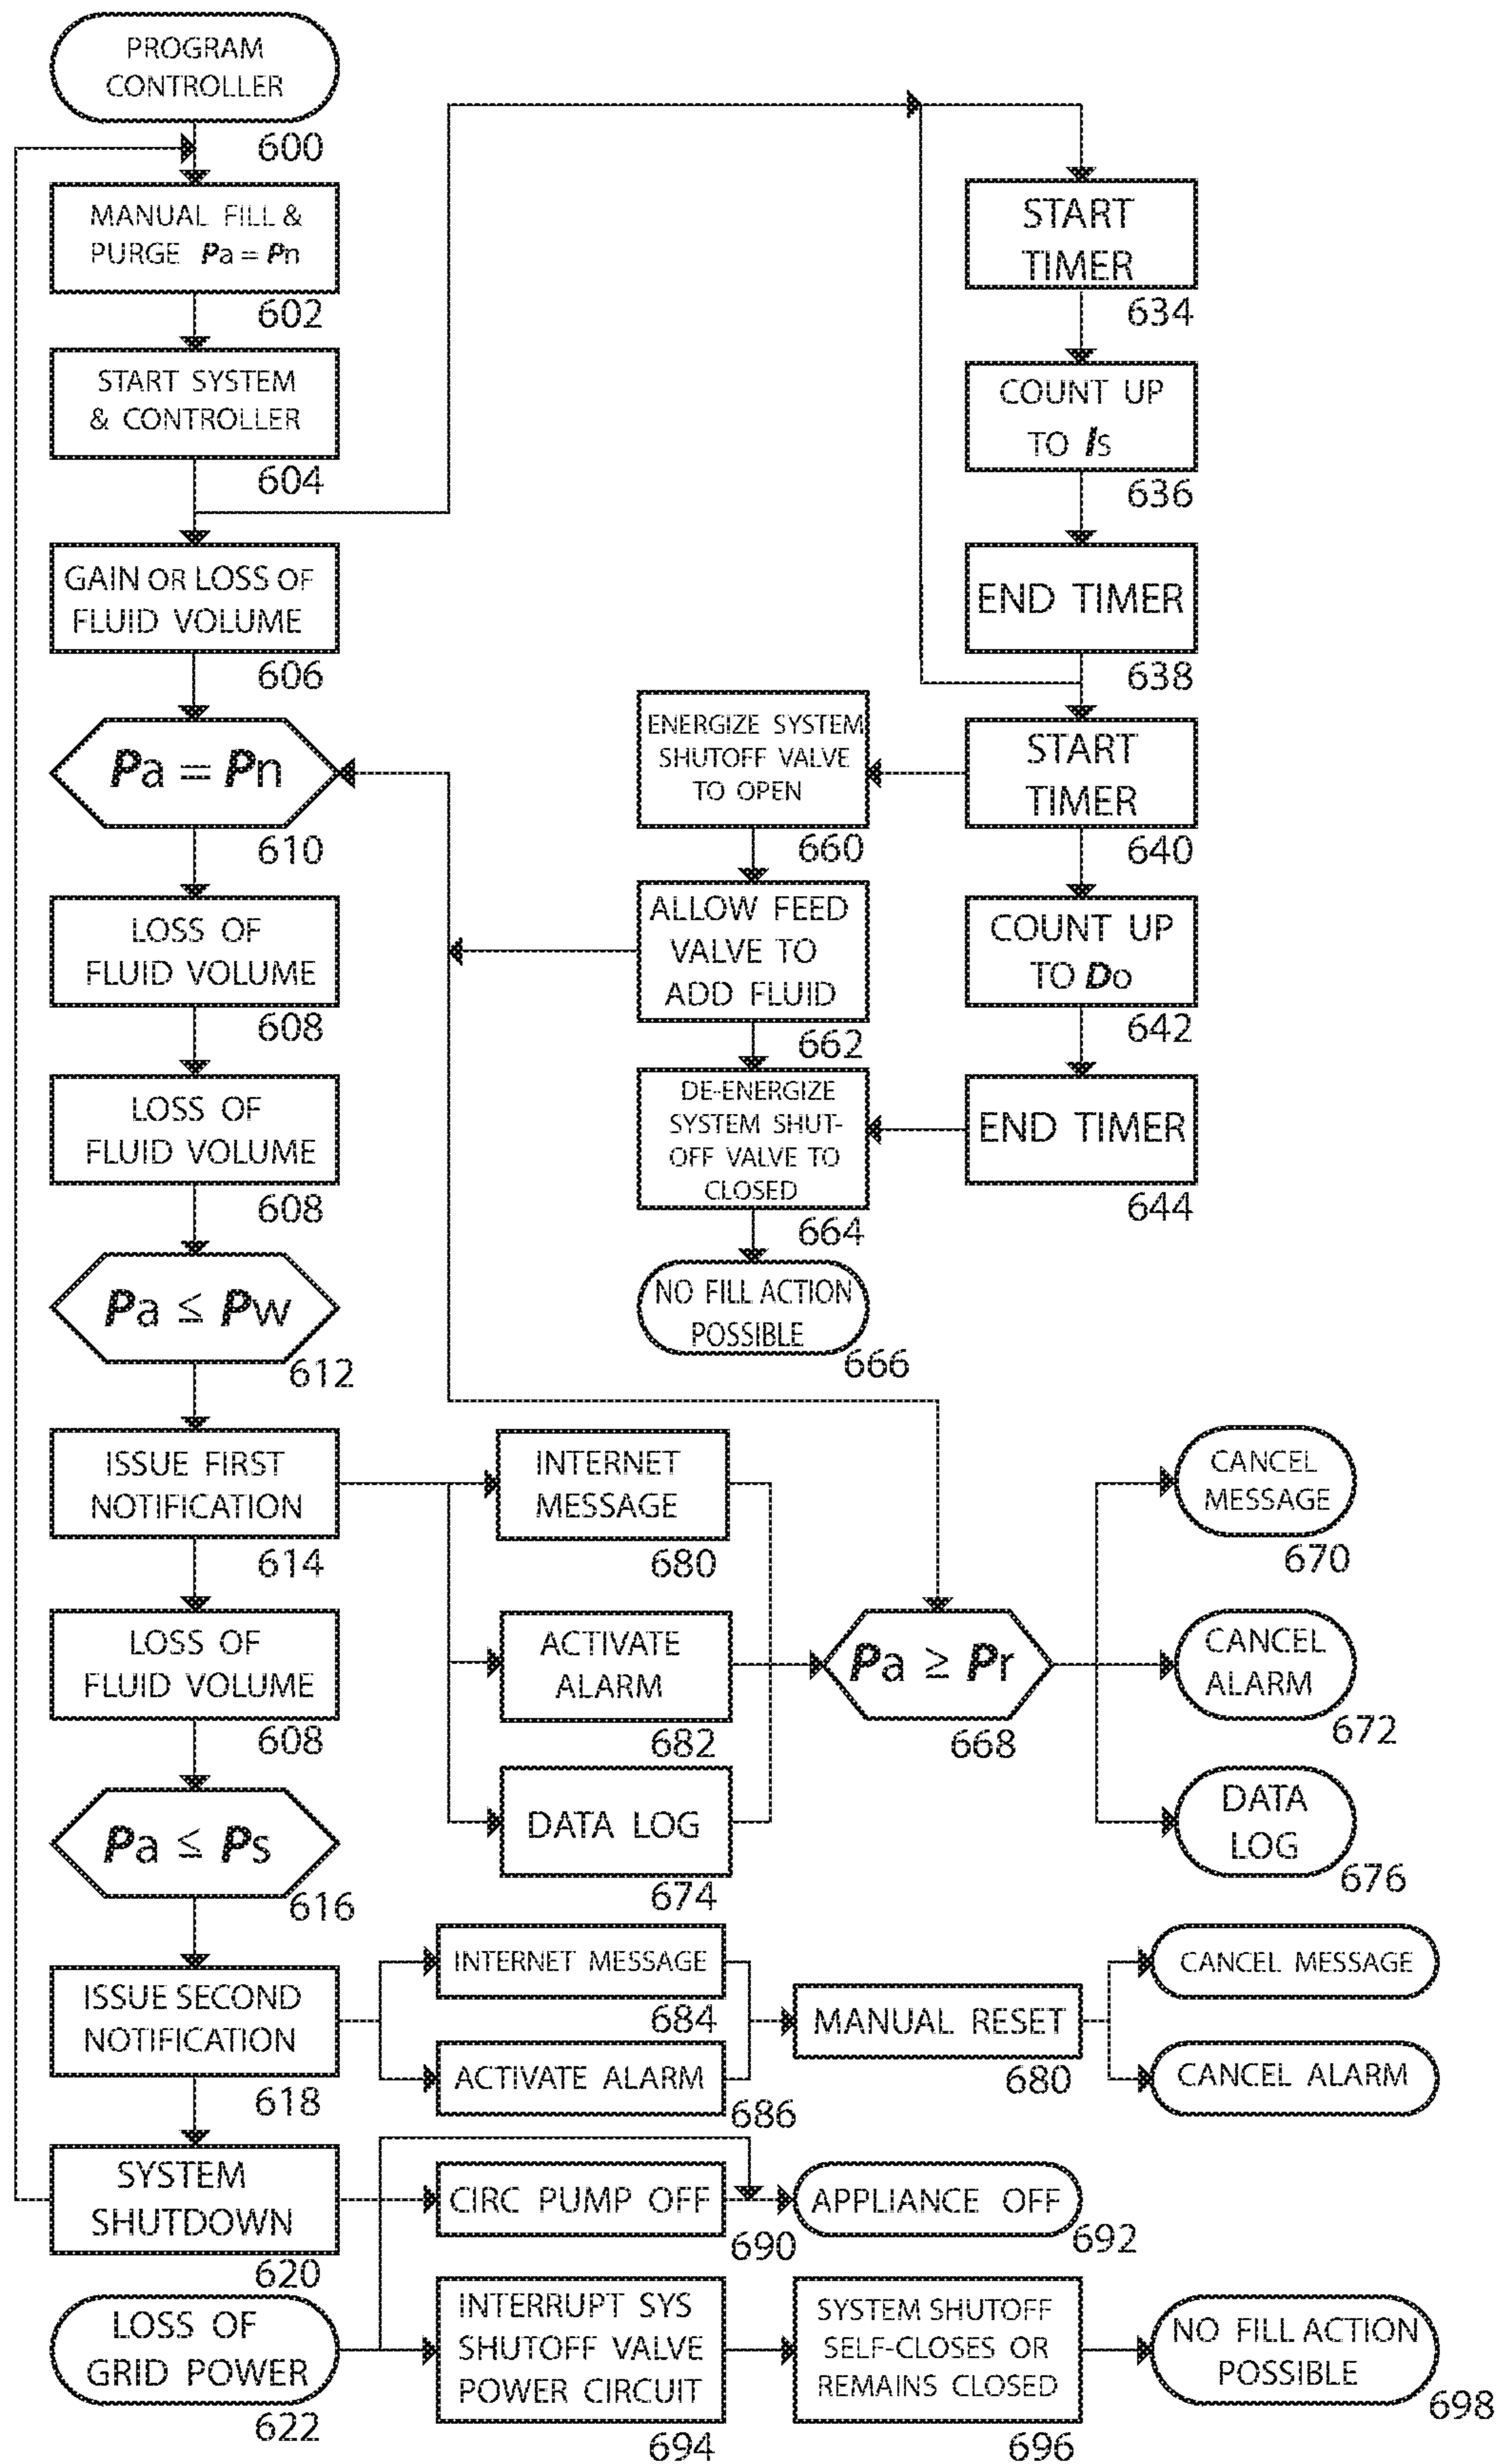 PROGRAM
CONTROLLER
600
MANUAL FILL &
PURGE Pa = Pn
602
START SYSTEM
& CONTROLLER
604
GAIN OR LOSS OF
FLUID VOLUME
606
Pa = Pn
610
LOSS OF
FLUID VOLUME
608
LOSS OF
FLUID VOLUME
608
Pa ≤ Pw
612
ISSUE FIRST
NOTIFICATION
614
LOSS OF
FLUID VOLUME
608
Pa ≤ Ps
616
ISSUE SECOND
NOTIFICATION
618
SYSTEM
SHUTDOWN
620
LOSS OF
GRID POWER
622
START
TIMER
634
COUNT UP
TO Is
636
END TIMER
638
START
TIMER
640
COUNT UP
TO Do
642
END TIMER
644
ENERGIZE SYSTEM
SHUTOFF VALVE
TO OPEN
660
ALLOW FEED
VALVE TO
ADD FLUID
662
DE-ENERGIZE
SYSTEM SHUT-
OFF VALVE TO
CLOSED
664
NO FILL ACTION
POSSIBLE
666
INTERNET
MESSAGE
680
ACTIVATE
ALARM
682
DATA LOG
674
Pa ≥ Pr
668
CANCEL
MESSAGE
670
CANCEL
ALARM
672
DATA
LOG
676
INTERNET MESSAGE
684
ACTIVATE ALARM
686
MANUAL RESET
680
CANCEL MESSAGE
CANCEL ALARM
CIRC PUMP OFF
690
APPLIANCE OFF
692
INTERRUPT SYS
SHUTOFF VALVE
POWER CIRCUIT
694
SYSTEM SHUTOFF
SELF-CLOSES OR
REMAINS CLOSED
696
NO FILL ACTION
POSSIBLE
698